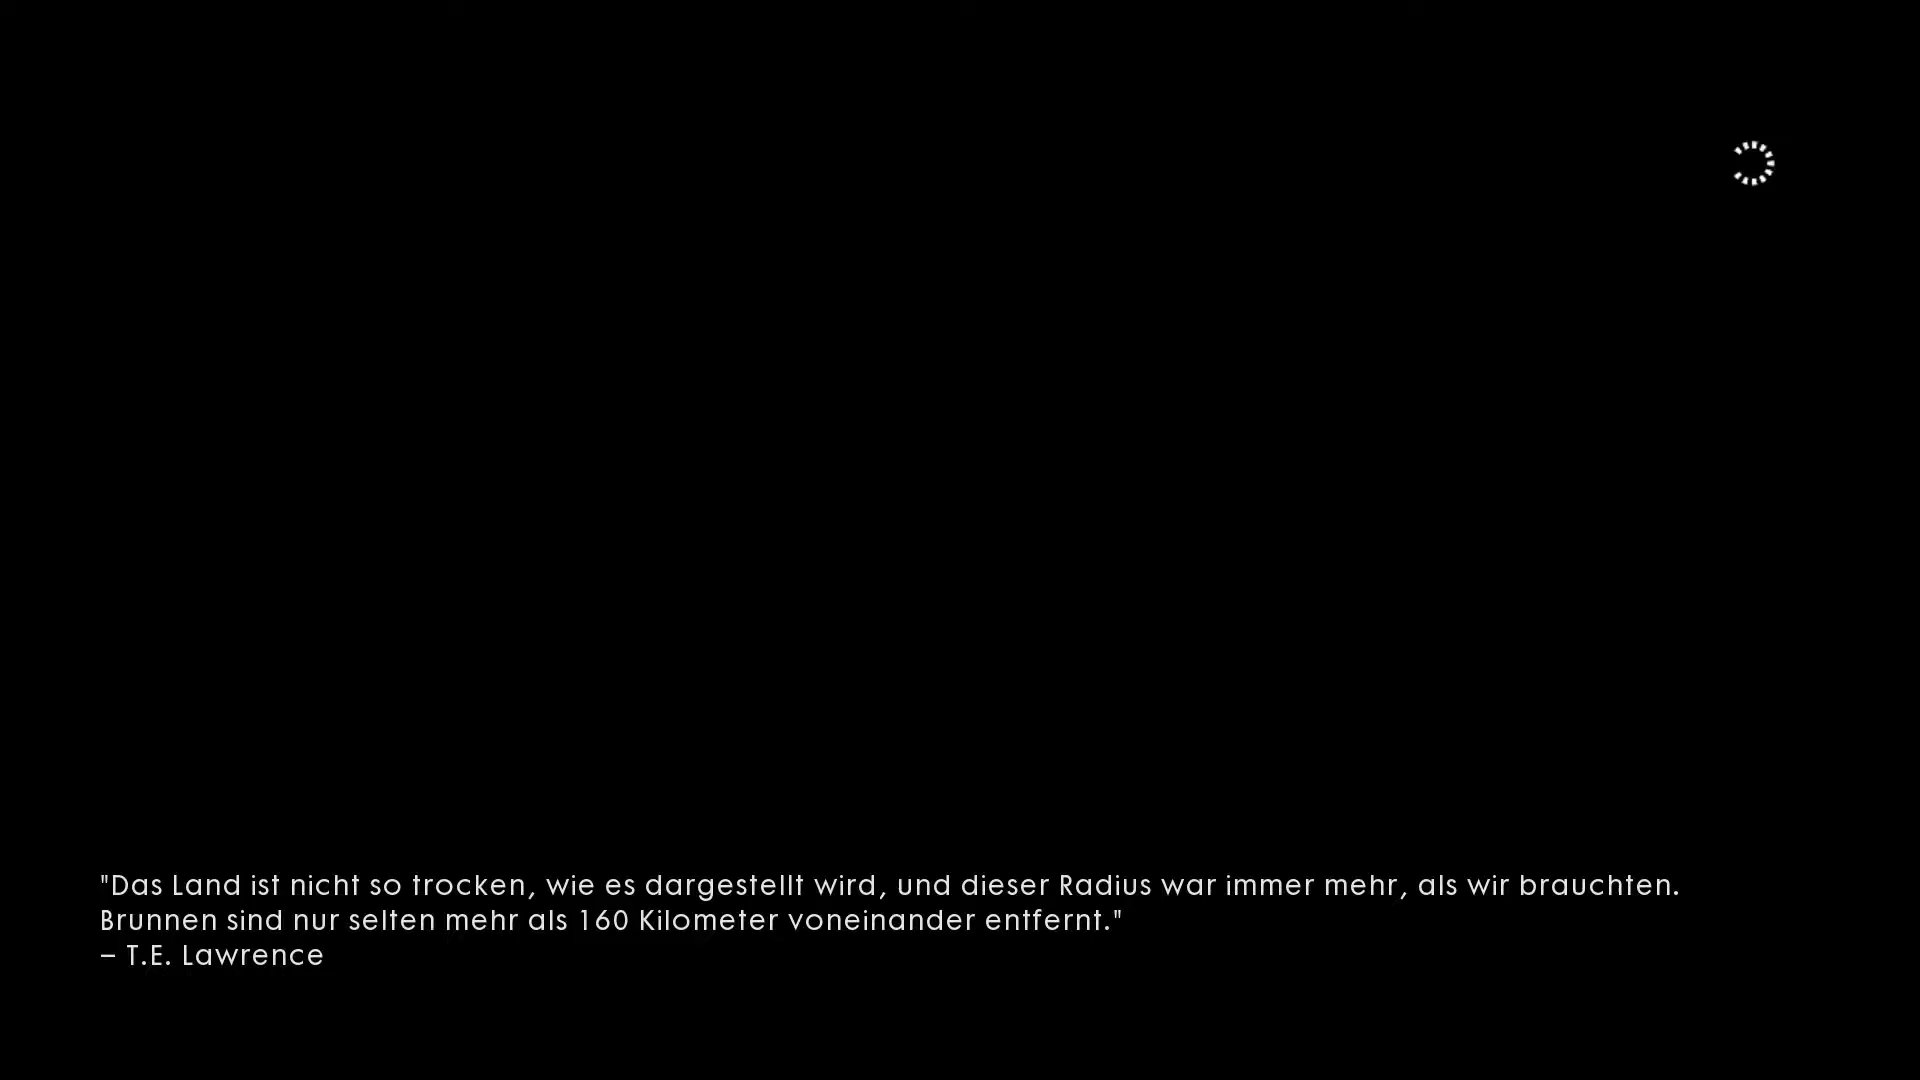 "Das Land ist nicht so trocken, wie es dargestellt wird, und dieser Radius war immer mehr, als wir brauchten.
Brunnen sind nur selten mehr als 160 Kilometer voneinander entfernt."
– T.E. Lawrence